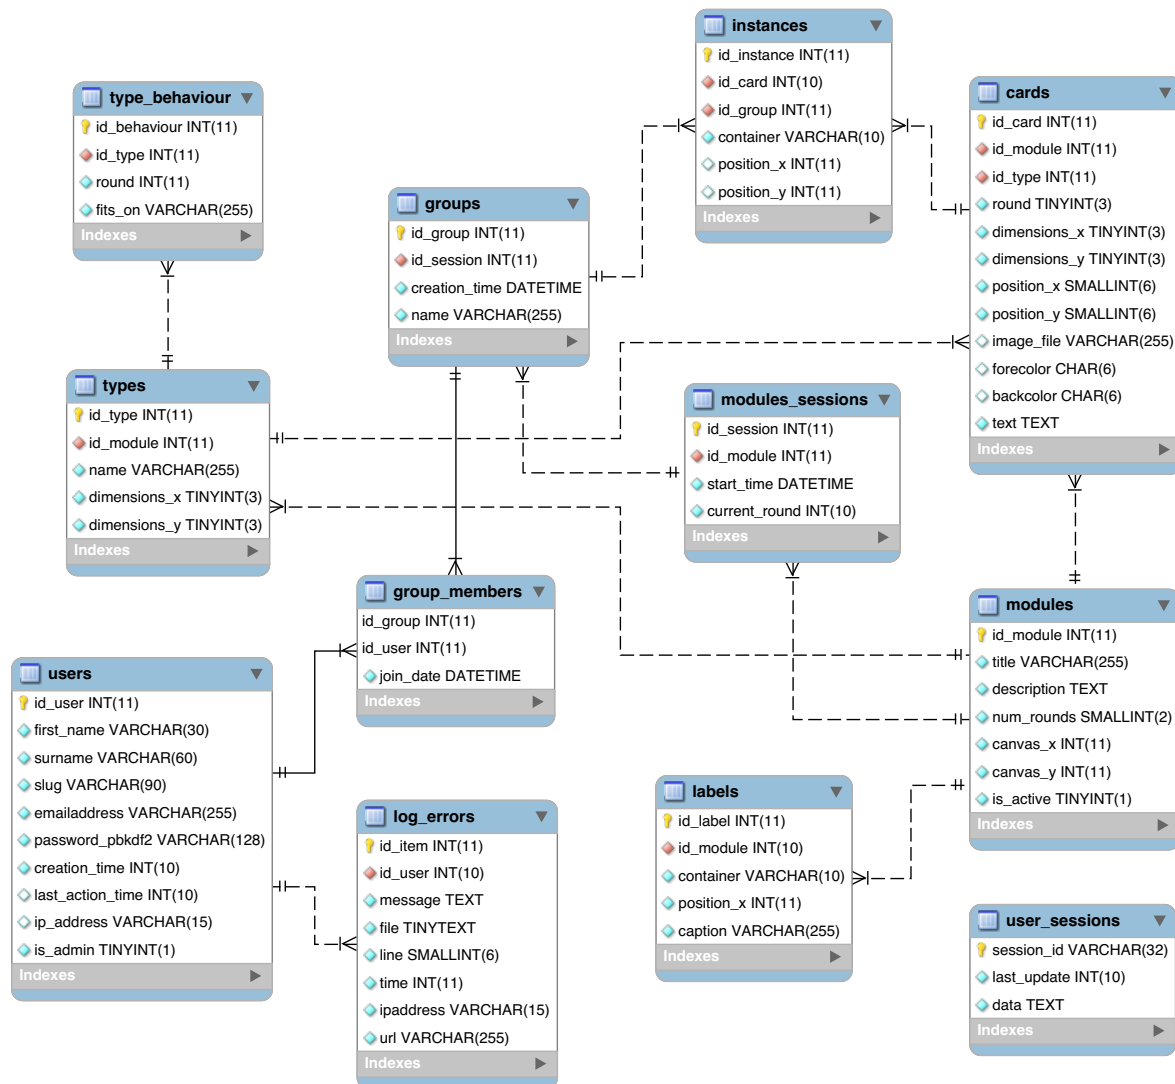 instances
id_instance INT(11)
id_card INT(10)
id_group INT(11)
container VARCHAR(10)
position_x INT(11)
position_y INT(11)
Indexes
type_behaviour
id_behaviour INT(11)
id_type INT(11)
round INT(11)
fits_on VARCHAR(255)
Indexes
cards
id_card INT(11)
id_module INT(11)
id_type INT(11)
round TINYINT(3)
dimensions_x TINYINT(3)
dimensions_y TINYINT(3)
position_x SMALLINT(6)
position_y SMALLINT(6)
image_file VARCHAR(255)
forecolor CHAR(6)
backcolor CHAR(6)
text TEXT
Indexes
groups
id_group INT(11)
id_session INT(11)
creation_time DATETIME
name VARCHAR(255)
Indexes
types
id_type INT(11)
id_module INT(11)
name VARCHAR(255)
dimensions_x TINYINT(3)
dimensions_y TINYINT(3)
Indexes
modules_sessions
id_session INT(11)
id_module INT(11)
start_time DATETIME
current_round INT(10)
Indexes
group_members
id_group INT(11)
id_user INT(11)
join_date DATETIME
Indexes
modules
id_module INT(11)
title VARCHAR(255)
description TEXT
num_rounds SMALLINT(2)
canvas_x INT(11)
canvas_y INT(11)
is_active TINYINT(1)
Indexes
users
id_user INT(11)
first_name VARCHAR(30)
surname VARCHAR(60)
slug VARCHAR(90)
emailaddress VARCHAR(255)
password_pbkdf2 VARCHAR(128)
creation_time INT(10)
last_action_time INT(10)
ip_address VARCHAR(15)
is_admin TINYINT(1)
Indexes
log_errors
id_item INT(11)
id_user INT(10)
message TEXT
file TINYTEXT
line SMALLINT(6)
time INT(11)
ipaddress VARCHAR(15)
url VARCHAR(255)
Indexes
labels
id_label INT(11)
id_module INT(10)
container VARCHAR(10)
position_x INT(11)
caption VARCHAR(255)
Indexes
user_sessions
session_id VARCHAR(32)
last_update INT(10)
data TEXT
Indexes